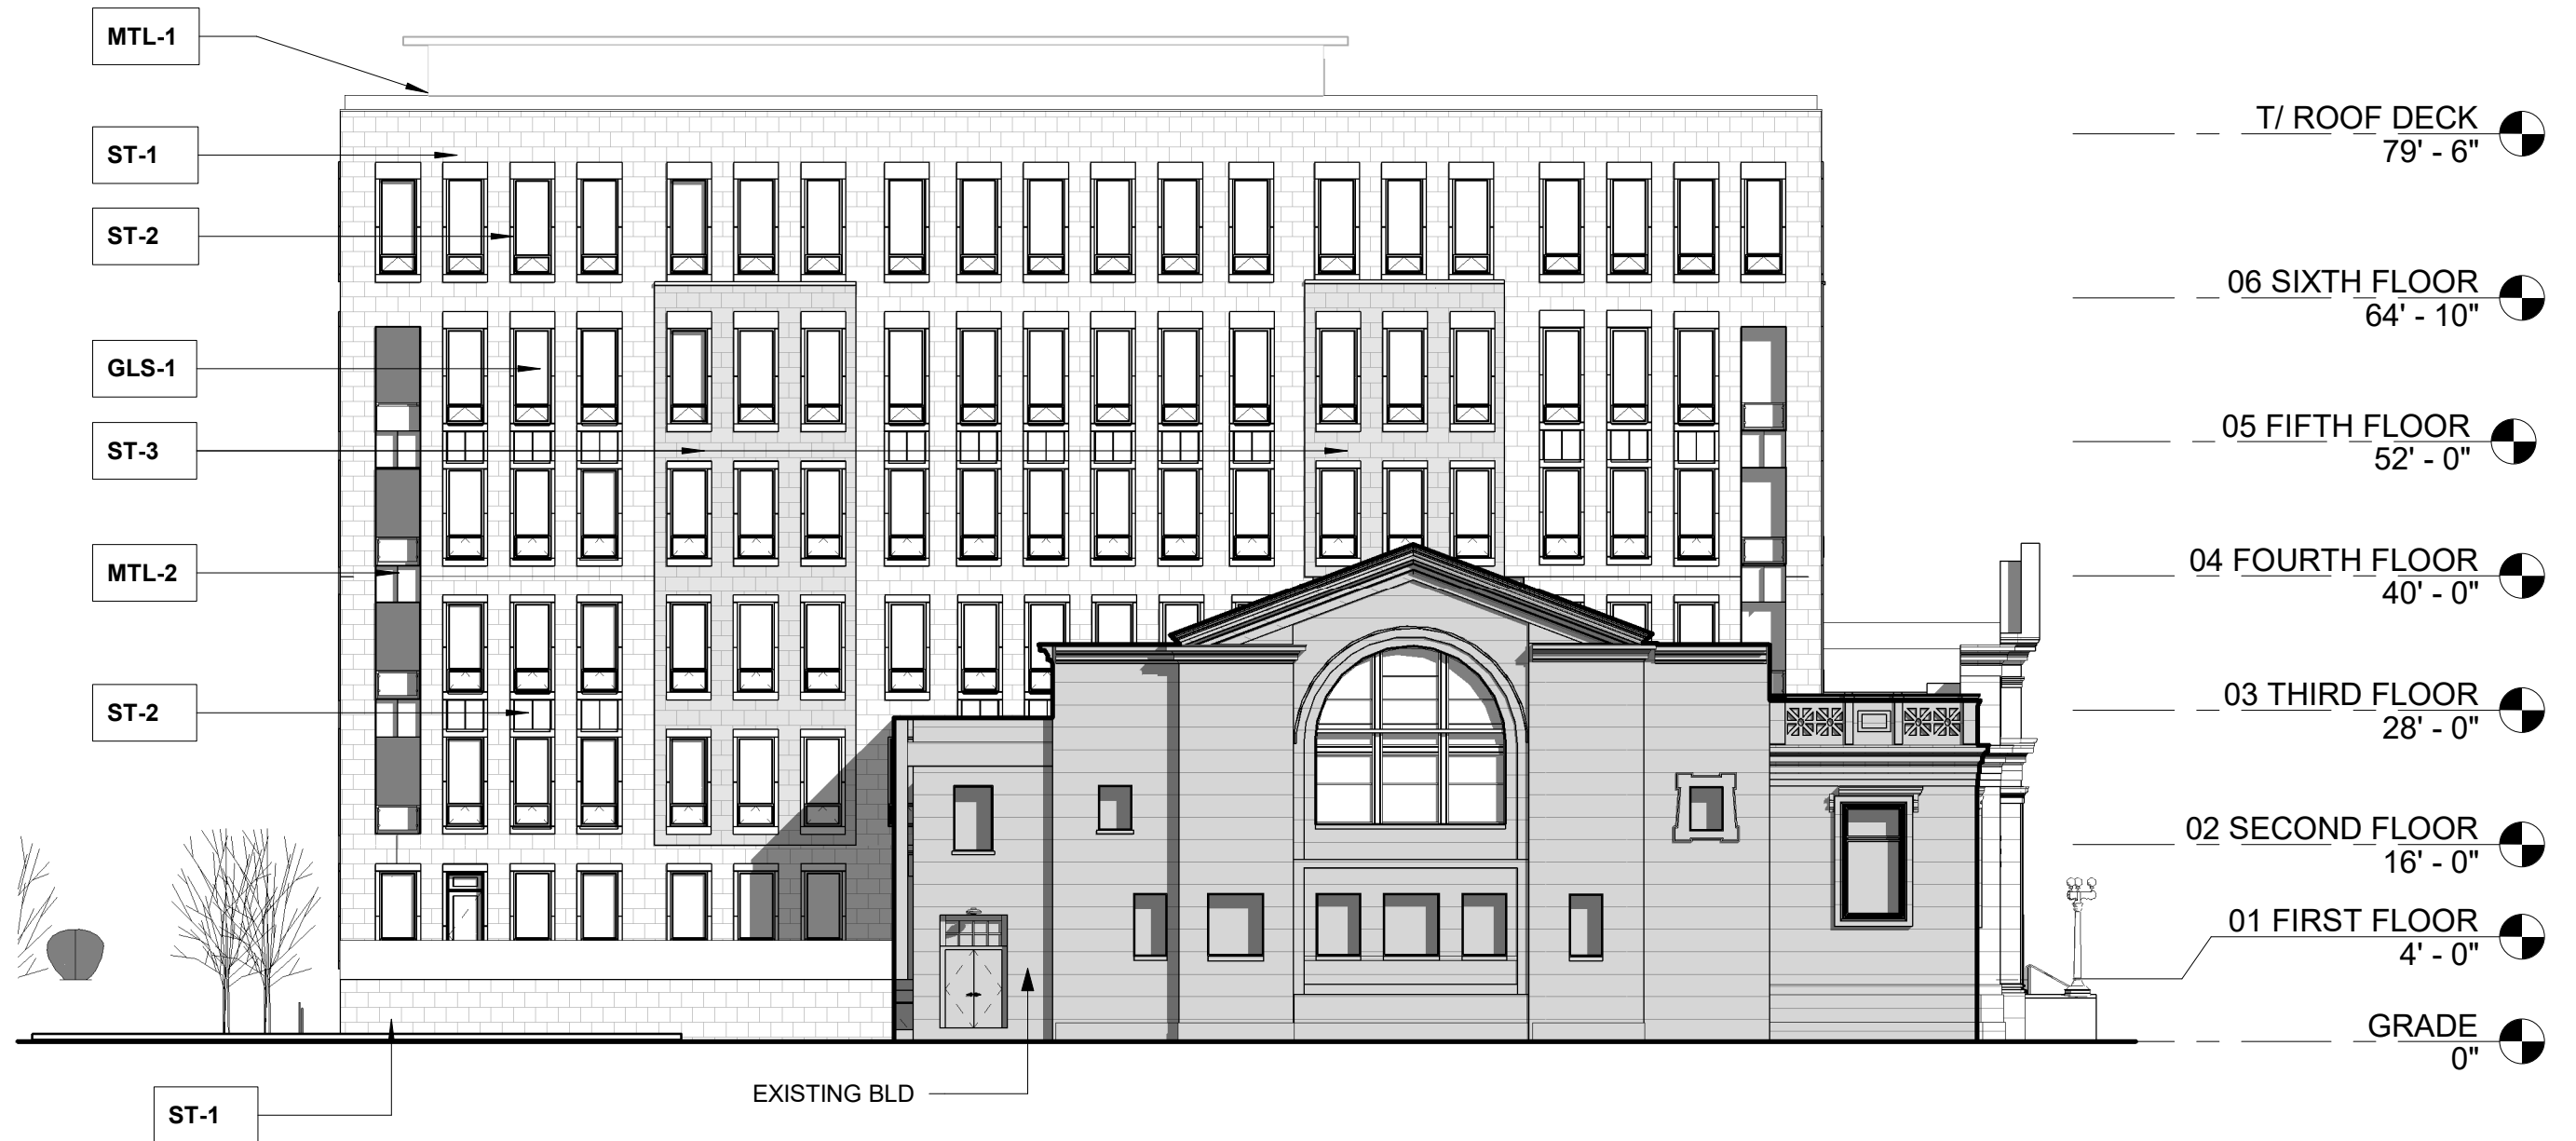 MTL-1
ST-1
ST-2
GLS-1
ST-3
MTL-2
ST-2
ST-1
EXISTING BLD
T/ ROOF DECK
79' - 6"
06 SIXTH FLOOR
64' - 10"
05 FIFTH FLOOR
52' - 0"
04 FOURTH FLOOR
40' - 0"
03 THIRD FLOOR
28' - 0"
02 SECOND FLOOR
16' - 0"
01 FIRST FLOOR
4' - 0"
GRADE
0"